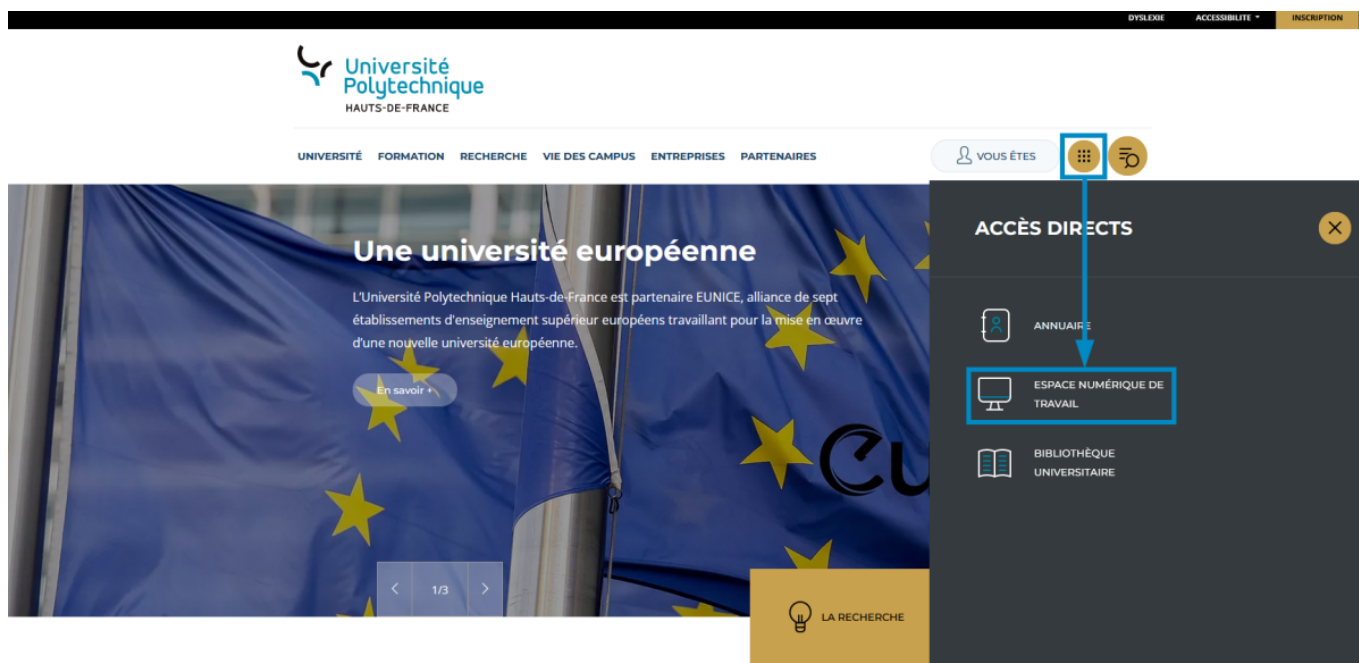 DYSLEXIE ACCESSIBILITE INSCRIPTION
Université
Polytechnique
HAUTS-DE-FRANCE
UNIVERSITÉ FORMATION RECHERCHE VIE DES CAMPUS ENTREPRISES PARTENAIRES VOUS ÊTES
ACCÈS DIRECTS
Une université européenne
L'Université Polytechnique Hauts-de-France est partenaire EUNICE, alliance de sept
établissements d'enseignement supérieur européens travaillant pour la mise en œuvre
d'une nouvelle université européenne.
En savoir +
eu
1/3
LA RECHERCHE
ANNUAIRE
ESPACE NUMÉRIQUE DE
TRAVAIL
BIBLIOTHÈQUE
UNIVERSITAIRE